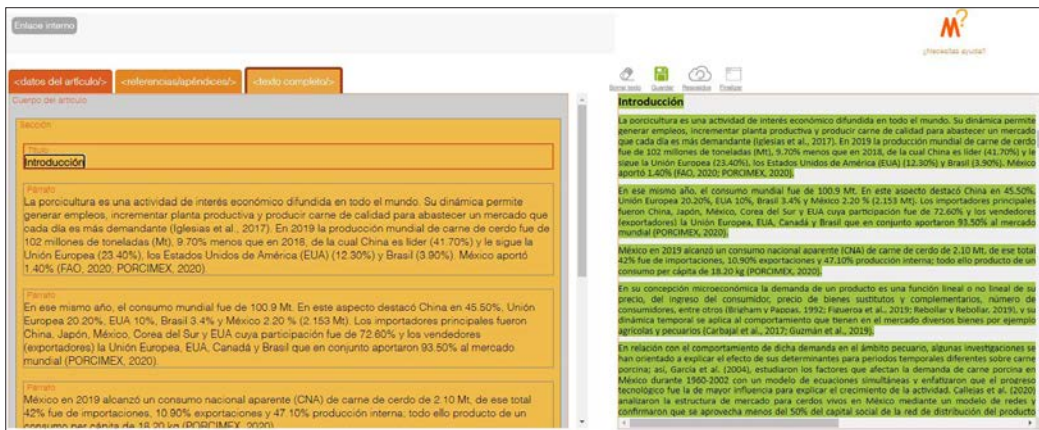 Enlace interno
M?
¿Necesitas ayuda?
<datos del artículo/>
<referencias/apéndices/>
<texto completo/>
Cuerpo del artículo
Sección
Título
Introducción
Párrafo
La porcicultura es una actividad de interés económico difundida en todo el mundo. Su dinámica permite
generar empleos, incrementar planta productiva y producir carne de calidad para abastecer un mercado que
cada día es más demandante (Iglesias et al., 2017). En 2019 la producción mundial de carne de cerdo fue de
102 millones de toneladas (Mt), 9.70% menos que en 2018, de la cual China es líder (41.70%) y le sigue la
Unión Europea (23.40%), los Estados Unidos de América (EUA) (12.30%) y Brasil (3.90%). México aportó
1.40% (FAO, 2020; PORCIMEX, 2020).
Párrafo
En ese mismo año, el consumo mundial fue de 100.9 Mt. En este aspecto destacó China en 45.50%, Unión
Europea 20.20%, EUA 10%, Brasil 3.4% y México 2.20 % (2.153 Mt). Los importadores principales fueron
China, Japón, México, Corea del Sur y EUA cuya participación fue de 72.60% y los vendedores
(exportadores) la Unión Europea, EUA, Canadá y Brasil que en conjunto aportaron 93.50% al mercado
mundial (PORCIMEX, 2020).
Párrafo
México en 2019 alcanzó un consumo nacional aparente (CNA) de carne de cerdo de 2.10 Mt, de ese total
42% fue de importaciones, 10.90% exportaciones y 47.10% producción interna; todo ello producto de un
consumo per cápita de 18.20 kg (PORCIMEX, 2020).
Borrar texto
Guardar
Respaldos
Finalizar
Introducción
La porcicultura es una actividad de interés económico difundida en todo el mundo. Su dinámica permite
generar empleos, incrementar planta productiva y producir carne de calidad para abastecer un mercado
que cada día es más demandante (Iglesias et al., 2017). En 2019 la producción mundial de carne de cerdo
fue de 102 millones de toneladas (Mt), 9.70% menos que en 2018, de la cual China es líder (41.70%) y le
sigue la Unión Europea (23.40%), los Estados Unidos de América (EUA) (12.30%) y Brasil (3.90%). México
aportó 1.40% (FAO, 2020; PORCIMEX, 2020).
En ese mismo año, el consumo mundial fue de 100.9 Mt. En este aspecto destacó China en 45.50%,
Unión Europea 20.20%, EUA 10%, Brasil 3.4% y México 2.20 % (2.153 Mt). Los importadores principales
fueron China, Japón, México, Corea del Sur y EUA cuya participación fue de 72.60% y los vendedores
(exportadores) la Unión Europea, EUA, Canadá y Brasil que en conjunto aportaron 93.50% al mercado
mundial (PORCIMEX, 2020).
México en 2019 alcanzó un consumo nacional aparente (CNA) de carne de cerdo de 2.10 Mt, de ese total
42% fue de importaciones, 10.90% exportaciones y 47.10% producción interna; todo ello producto de un
consumo per cápita de 18.20 kg (PORCIMEX, 2020).
En su concepción microeconómica la demanda de un producto es una función lineal o no lineal de su
precio, del ingreso del consumidor, precio de bienes sustitutos y complementarios, número de
consumidores, entre otros (Brigham y Pappas, 1992; Figueroa et al., 2019; Rebollar y Rebollar, 2019), y su
dinámica temporal se aplica al comportamiento que tienen en el mercado diversos bienes por ejemplo
agrícolas y pecuarios (Carbajal et al., 2017; Guzmán et al., 2019).
En relación con el comportamiento de dicha demanda en el ámbito pecuario, algunas investigaciones se
han orientado a explicar el efecto de sus determinantes para periodos temporales diferentes sobre carne
porcina; así, García et al. (2004), estudiaron los factores que afectan la demanda de carne porcina en
México durante 1960-2002 con un modelo de ecuaciones simultáneas y enfatizaron que el progreso
tecnológico fue la de mayor influencia para explicar el crecimiento de la actividad. Callejas et al. (2020)
analizaron la estructura de mercado para cerdos vivos en México mediante un modelo de redes y
confirmaron que se aprovecha menos del 50% del capital social de la red de distribución del producto